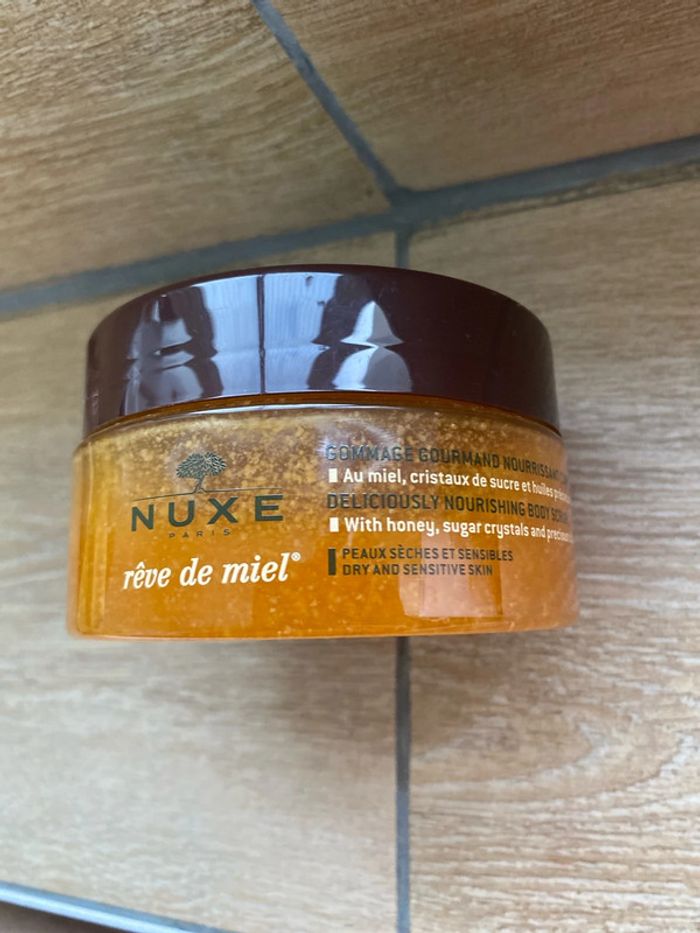 NUXE
PARIS
rêve de miel®
GOMMAGE GOURMAND NOURRISSANT
Au miel, cristaux de sucre et huiles
DELICIOUSLY NOURISHING BODY
With honey, sugar crystals and
PEAUX SÈCHES ET SENSIBLES
DRY AND SENSITIVE SKIN